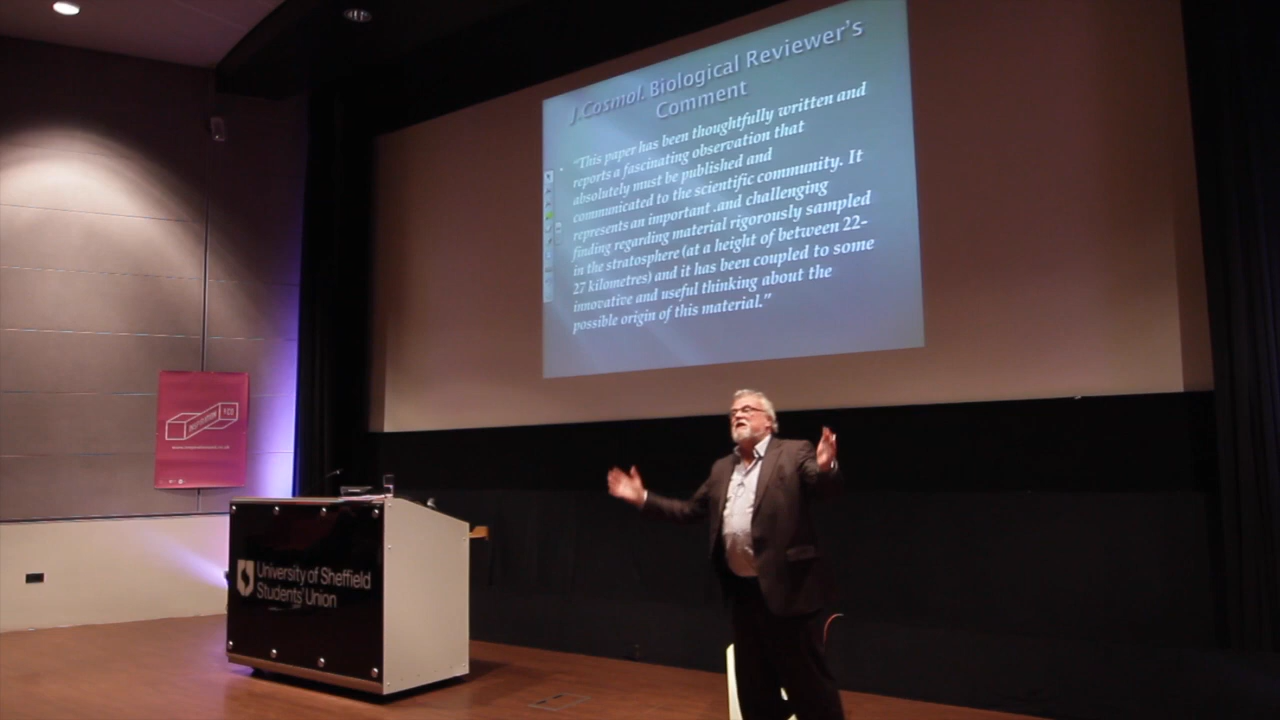 J.Cosmol. Biological Reviewer's
Comment
"This paper has been thoughtfully written and
reports a fascinating observation that
absolutely must be published and
communicated to the scientific community. It
represents an important .and challenging
finding regarding material rigorously sampled
in the stratosphere (at a height of between 22-
27 kilometres) and it has been coupled to some
innovative and useful thinking about the
possible origin of this material."
University of Sheffield
Students' Union